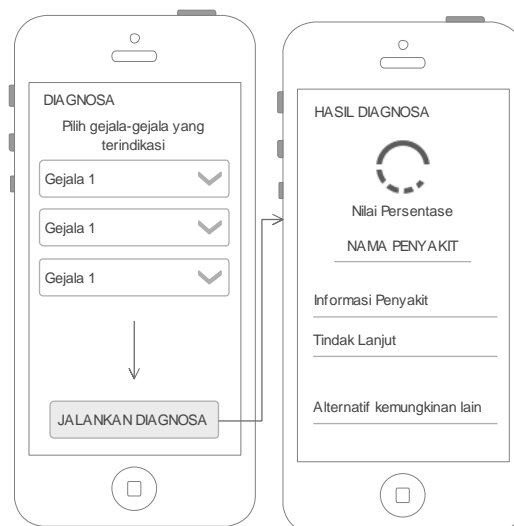 DIAGNOSA
Pilih gejala-gejala yang
terindikasi
Gejala 1
Gejala 1
Gejala 1
JALANKAN DIAGNOSA
HASIL DIAGNOSA
Nilai Persentase
NAMA PENYAKIT
Informasi Penyakit
Tindak Lanjut
Alternatif kemungkinan lain